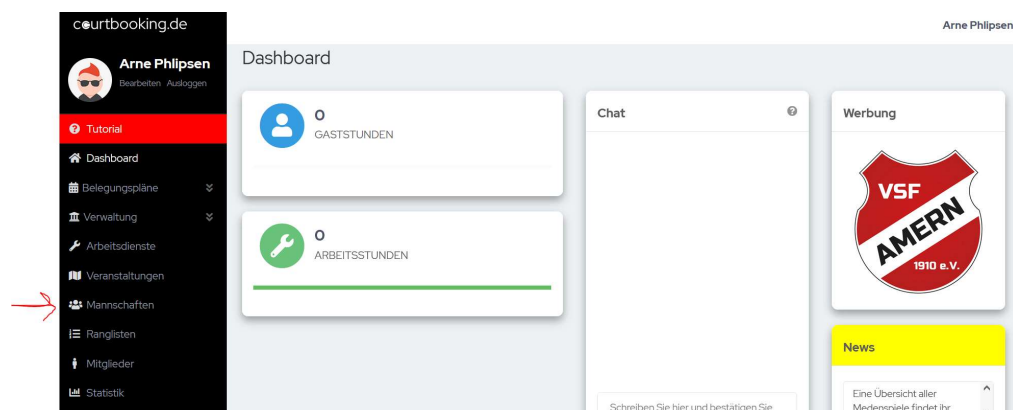 courtbooking.de
Arne Phlipsen
Arne Phlipsen
Bearbeiten Ausloggen
Tutorial
Dashboard
Belegungspläne
Verwaltung
Arbeitsdienste
Veranstaltungen
Mannschaften
Ranglisten
Mitglieder
Statistik
Dashboard
0
GASTSTUNDEN
0
ARBEITSSTUNDEN
Chat
Schreiben Sie hier und bestätigen Sie
Werbung
VSF
AMERN
1910 e.V.
News
Eine Übersicht aller
Medenspiele findet ihr